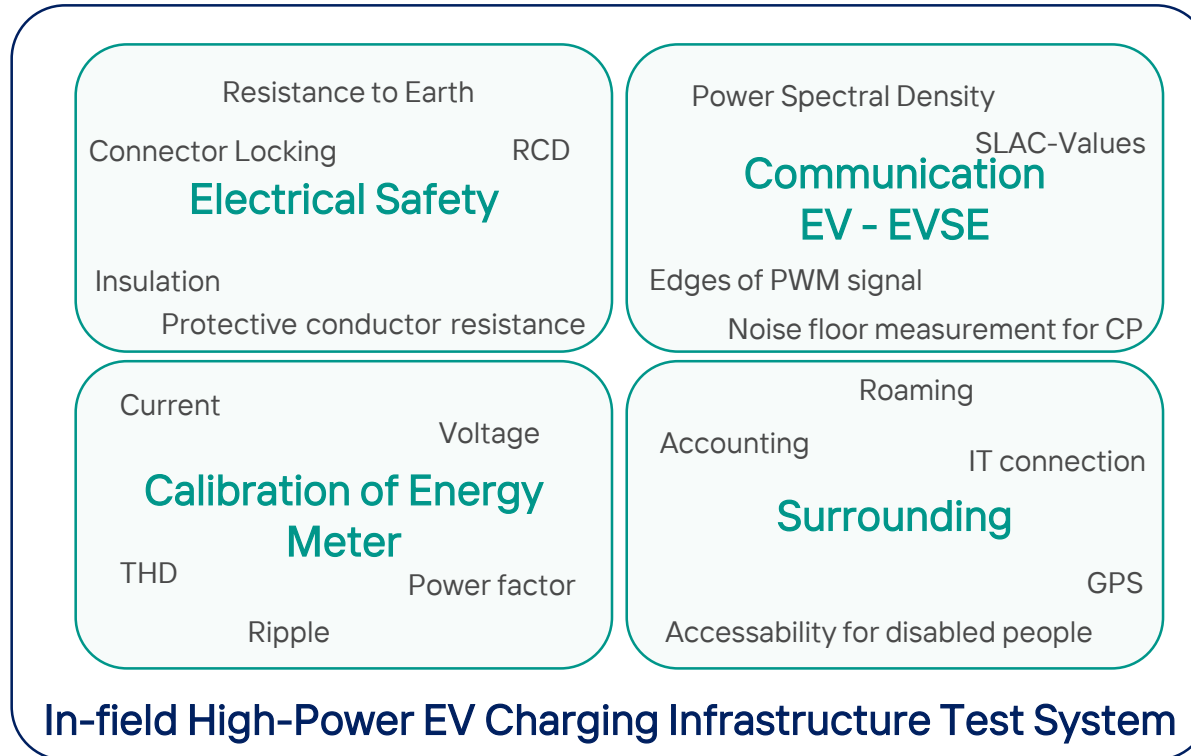 Resistance to Earth
Connector Locking
RCD
Electrical Safety
Insulation
Protective conductor resistance
Power Spectral Density
SLAC-Values
Communication
EV - EVSE
Edges of PWM signal
Noise floor measurement for CP
Current
Voltage
Calibration of Energy
Meter
THD
Power factor
Ripple
Roaming
Accounting
IT connection
Surrounding
GPS
Accessability for disabled people
In-field High-Power EV Charging Infrastructure Test System